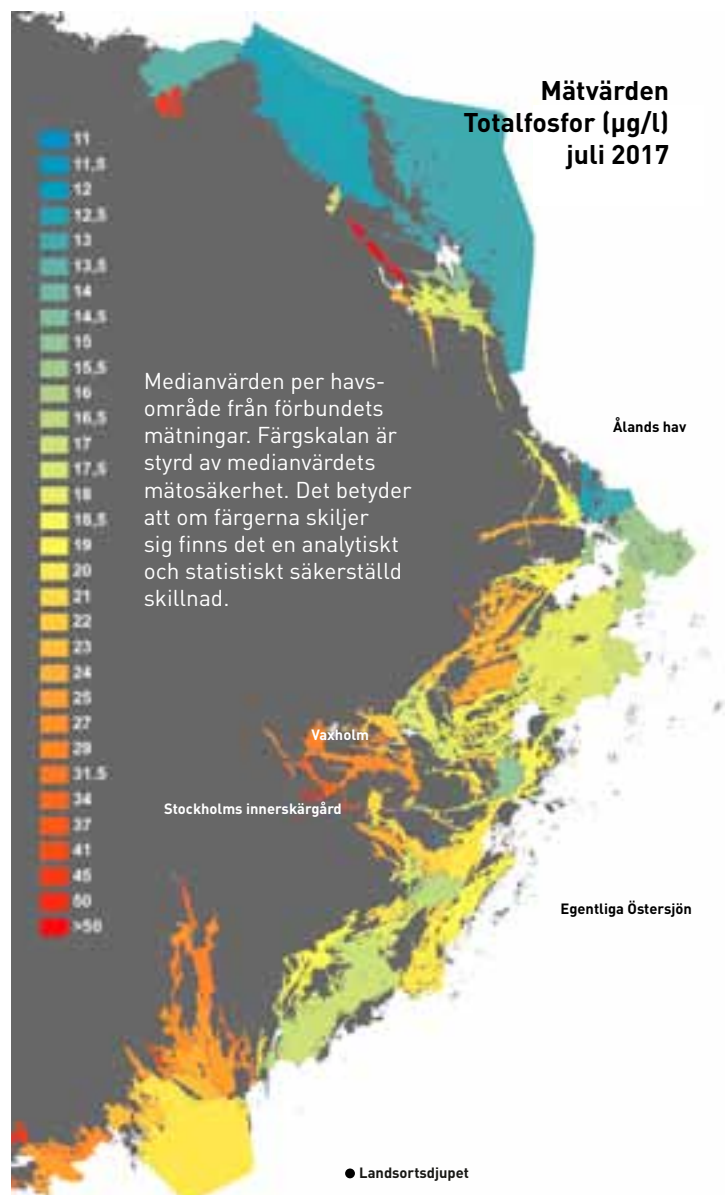 Mätvärden
Totalfosfor (µg/l)
juli 2017
11
11,5
12
12,5
13
13,5
14
14,5
15
15,5
16
16,5
17
17,5
18
18,5
19
20
21
22
23
24
25
27
29
31.5
34
37
41
45
50
>50
Medianvärden per havs-
område från förbundets
mätningar. Färgskalan är
styrd av medianvärdets
mätosäkerhet. Det betyder
att om färgerna skiljer
sig finns det en analytiskt
och statistiskt säkerställd
skillnad.
Ålands hav
Vaxholm
Stockholms innerskärgård
Egentliga Östersjön
Landsortsdjupet